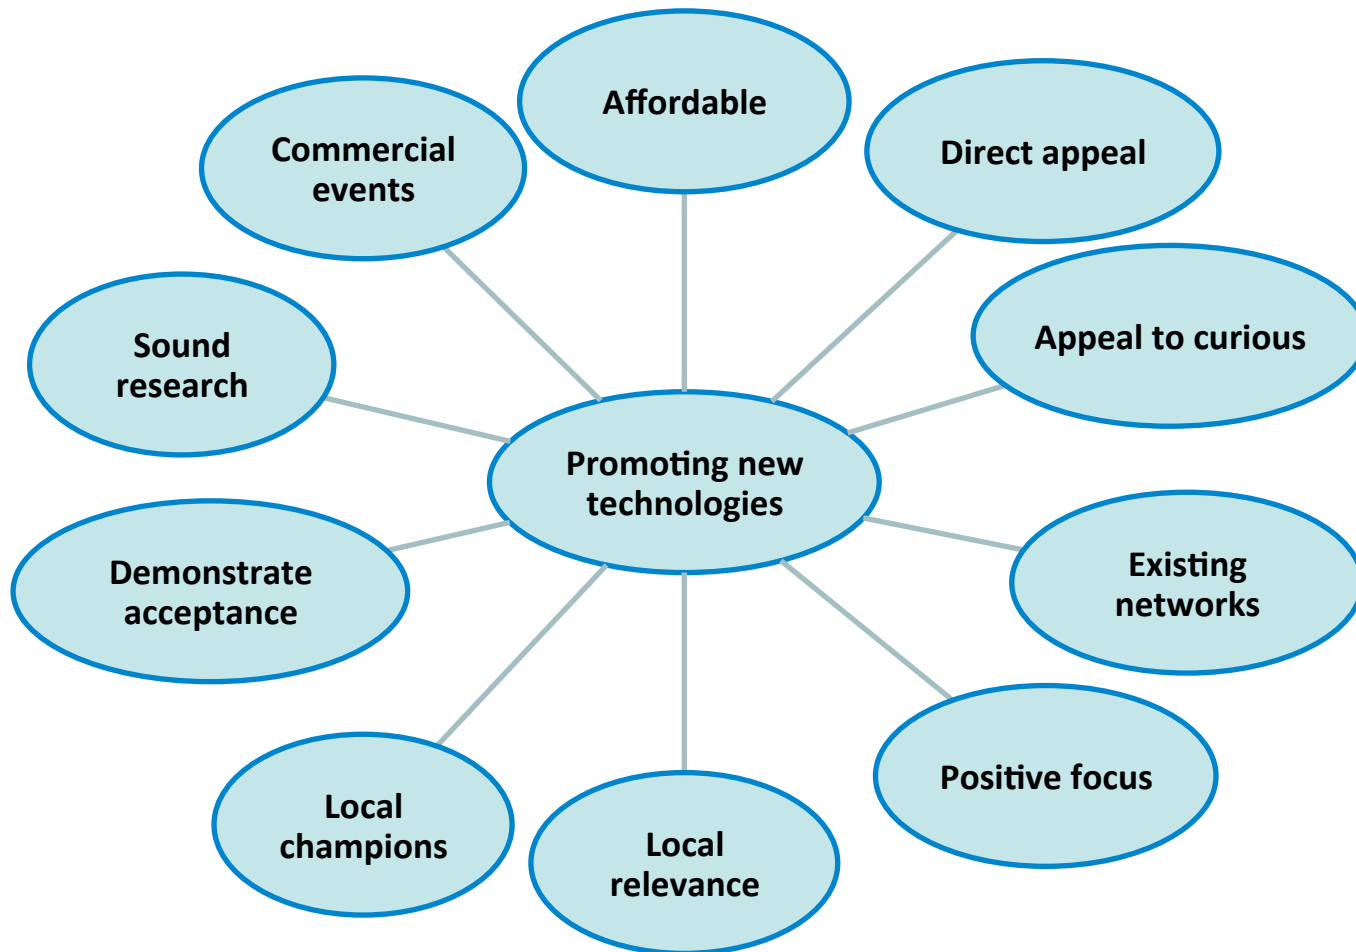 Affordable
Direct appeal
Commercial
events
Appeal to curious
Sound
research
Promoting new
technologies
Existing
networks
Demonstrate
acceptance
Positive focus
Local
champions
Local
relevance